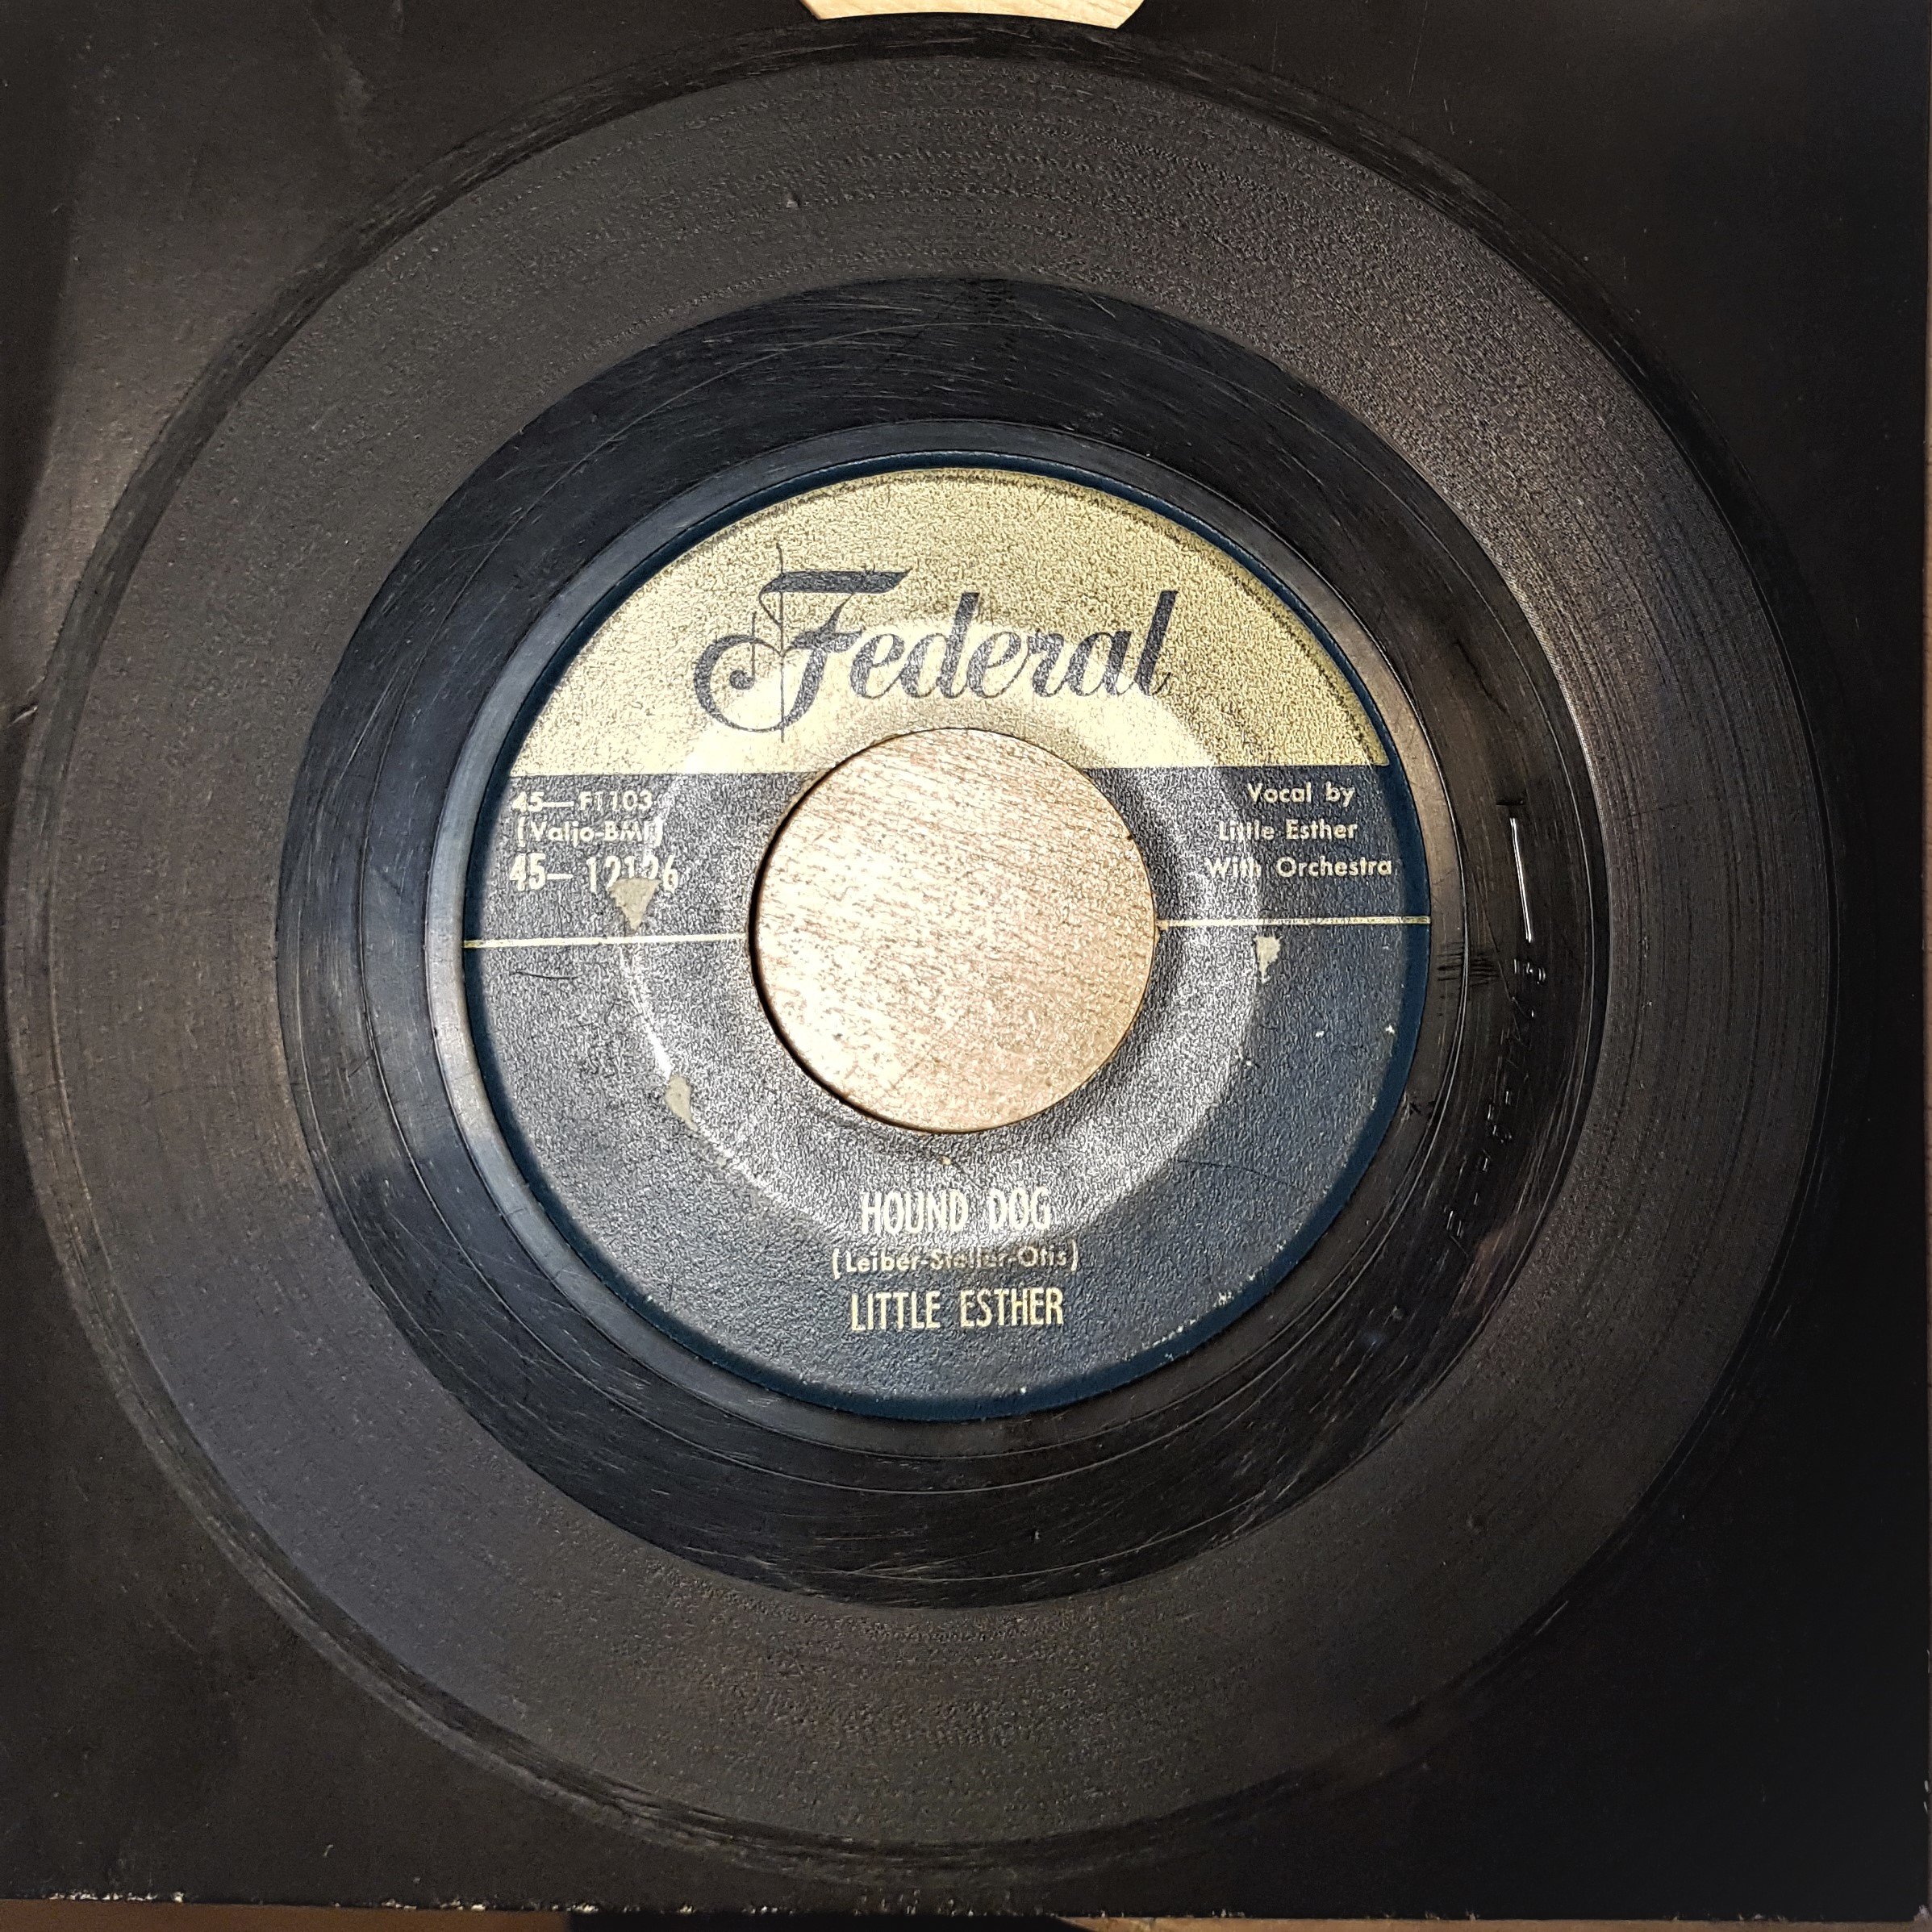 Federal
45—F1103
(Valjo-BMI)
45— 12126
Vocal by
Little Esther
With Orchestra
HOUND DOG
(Leiber-Stoller-Otis)
LITTLE ESTHER